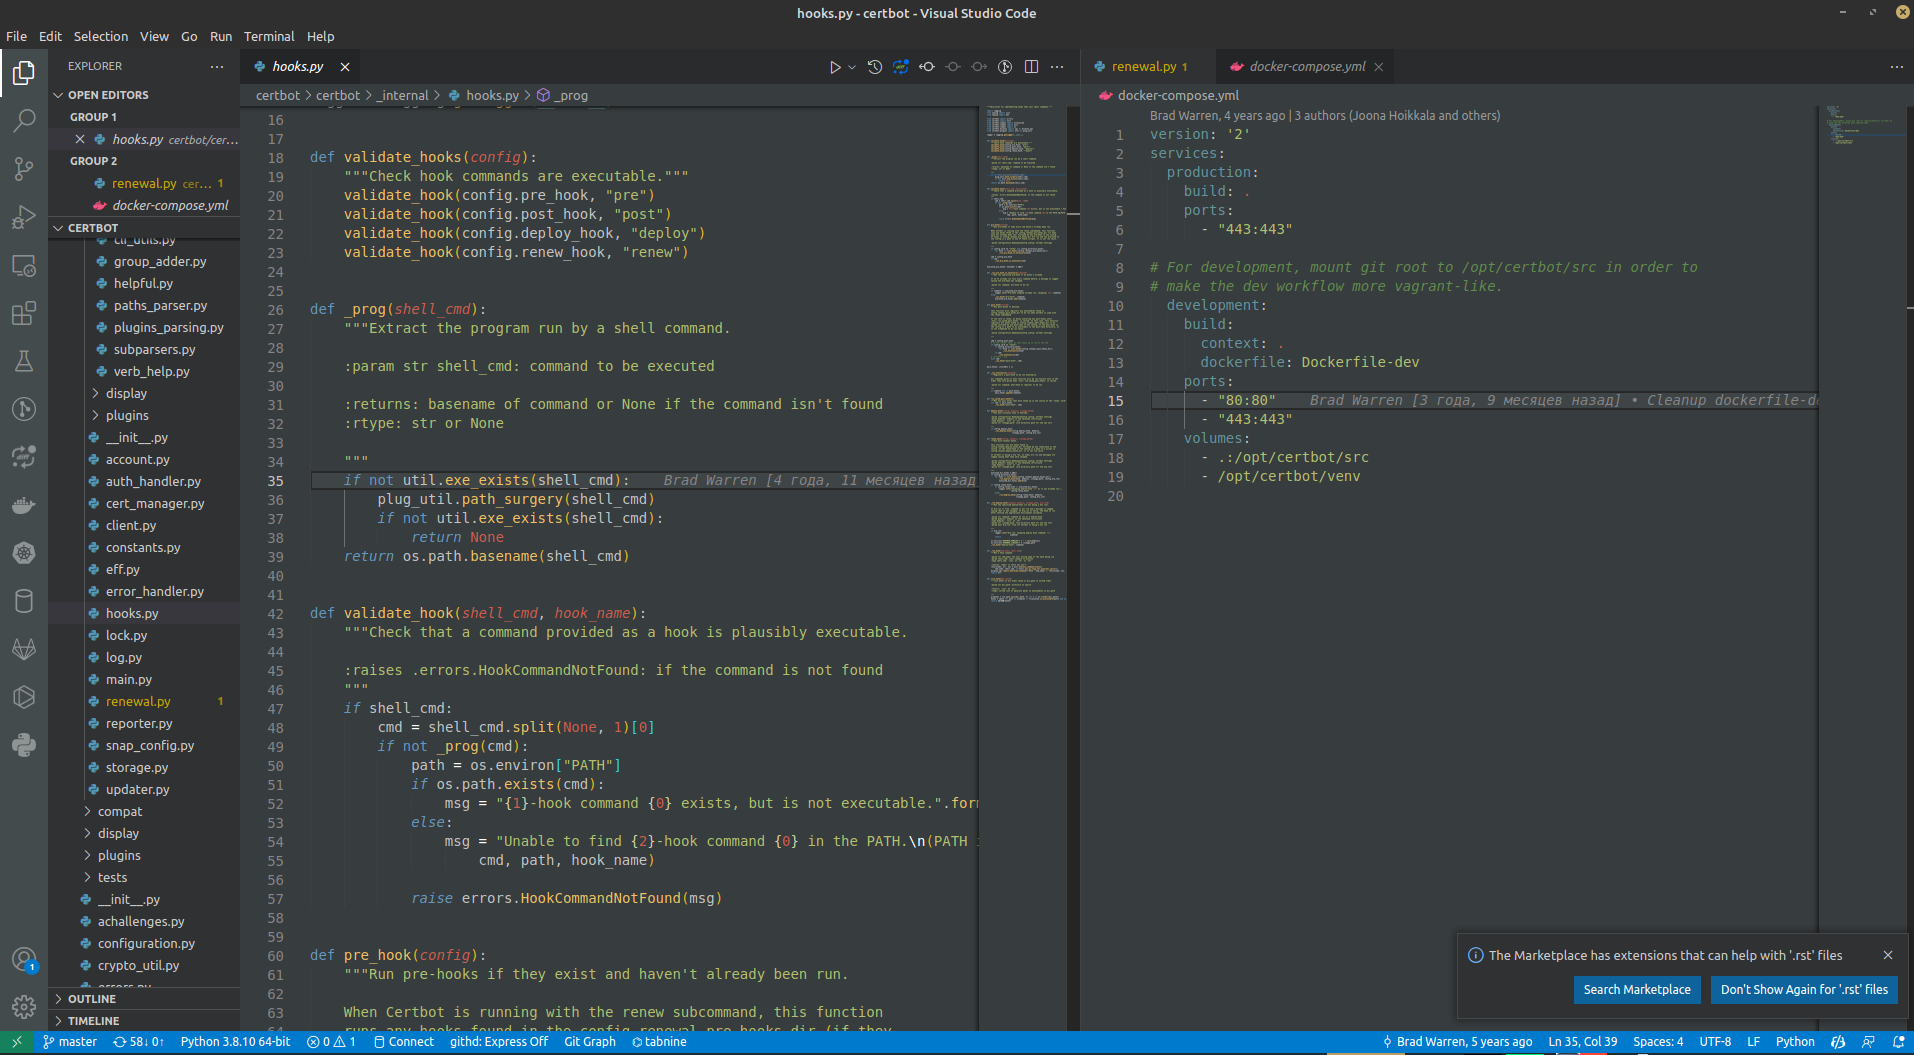 hooks.py - certbot - Visual Studio Code
File Edit Selection View Go Run Terminal Help
EXPLORER
OPEN EDITORS
GROUP 1
hooks.py certbot/cer...
GROUP 2
renewal.py cer... 1
docker-compose.yml
CERTBOT
cli_utils.py
group_adder.py
helpful.py
paths_parser.py
plugins_parsing.py
subparsers.py
verb_help.py
display
plugins
__init__.py
account.py
auth_handler.py
cert_manager.py
client.py
constants.py
eff.py
error_handler.py
hooks.py
lock.py
log.py
main.py
renewal.py 1
reporter.py
snap_config.py
storage.py
updater.py
compat
display
plugins
tests
__init__.py
achallenges.py
configuration.py
crypto_util.py
errors.py
OUTLINE
TIMELINE
1
hooks.py
certbot > certbot > _internal > hooks.py > _prog
16
17
18 def validate_hooks(config):
19 """Check hook commands are executable."""
20 validate_hook(config.pre_hook, "pre")
21 validate_hook(config.post_hook, "post")
22 validate_hook(config.deploy_hook, "deploy")
23 validate_hook(config.renew_hook, "renew")
24
25
26 def _prog(shell_cmd):
27 """Extract the program run by a shell command.
28
29 :param str shell_cmd: command to be executed
30
31 :returns: basename of command or None if the command isn't found
32 :rtype: str or None
33
34 """
35 if not util.exe_exists(shell_cmd): Brad Warren [4 года, 11 месяцев назад
36 plug_util.path_surgery(shell_cmd)
37 if not util.exe_exists(shell_cmd):
38 return None
39 return os.path.basename(shell_cmd)
40
41
42 def validate_hook(shell_cmd, hook_name):
43 """Check that a command provided as a hook is plausibly executable.
44
45 :raises .errors.HookCommandNotFound: if the command is not found
46 """
47 if shell_cmd:
48 cmd = shell_cmd.split(None, 1)[0]
49 if not _prog(cmd):
50 path = os.environ["PATH"]
51 if os.path.exists(cmd):
52 msg = "{1}-hook command {0} exists, but is not executable.".for
53 else:
54 msg = "Unable to find {2}-hook command {0} in the PATH.\n(PATH
55 cmd, path, hook_name)
56
57 raise errors.HookCommandNotFound(msg)
58
59
60 def pre_hook(config):
61 """Run pre-hooks if they exist and haven't already been run.
62
63 When Certbot is running with the renew subcommand, this function
64 runs any hooks found in the config.renewal_pre_hooks_dir (if they
renewal.py 1
docker-compose.yml
docker-compose.yml
Brad Warren, 4 years ago | 3 authors (Joona Hoikkala and others)
1 version: '2'
2 services:
3 production:
4 build: .
5 ports:
6 - "443:443"
7
8 # For development, mount git root to /opt/certbot/src in order to
9 # make the dev workflow more vagrant-like.
10 development:
11 build:
12 context: .
13 dockerfile: Dockerfile-dev
14 ports:
15 - "80:80" Brad Warren [3 года, 9 месяцев назад] • Cleanup dockerfile-d
16 - "443:443"
17 volumes:
18 - .:/opt/certbot/src
19 - /opt/certbot/venv
20
The Marketplace has extensions that can help with '.rst' files
Search Marketplace
Don't Show Again for '.rst' files
master 58↓ 0↑ Python 3.8.10 64-bit 0 1 Connect githd: Express Off Git Graph tabnine Brad Warren, 5 years ago Ln 35, Col 39 Spaces: 4 UTF-8 LF Python